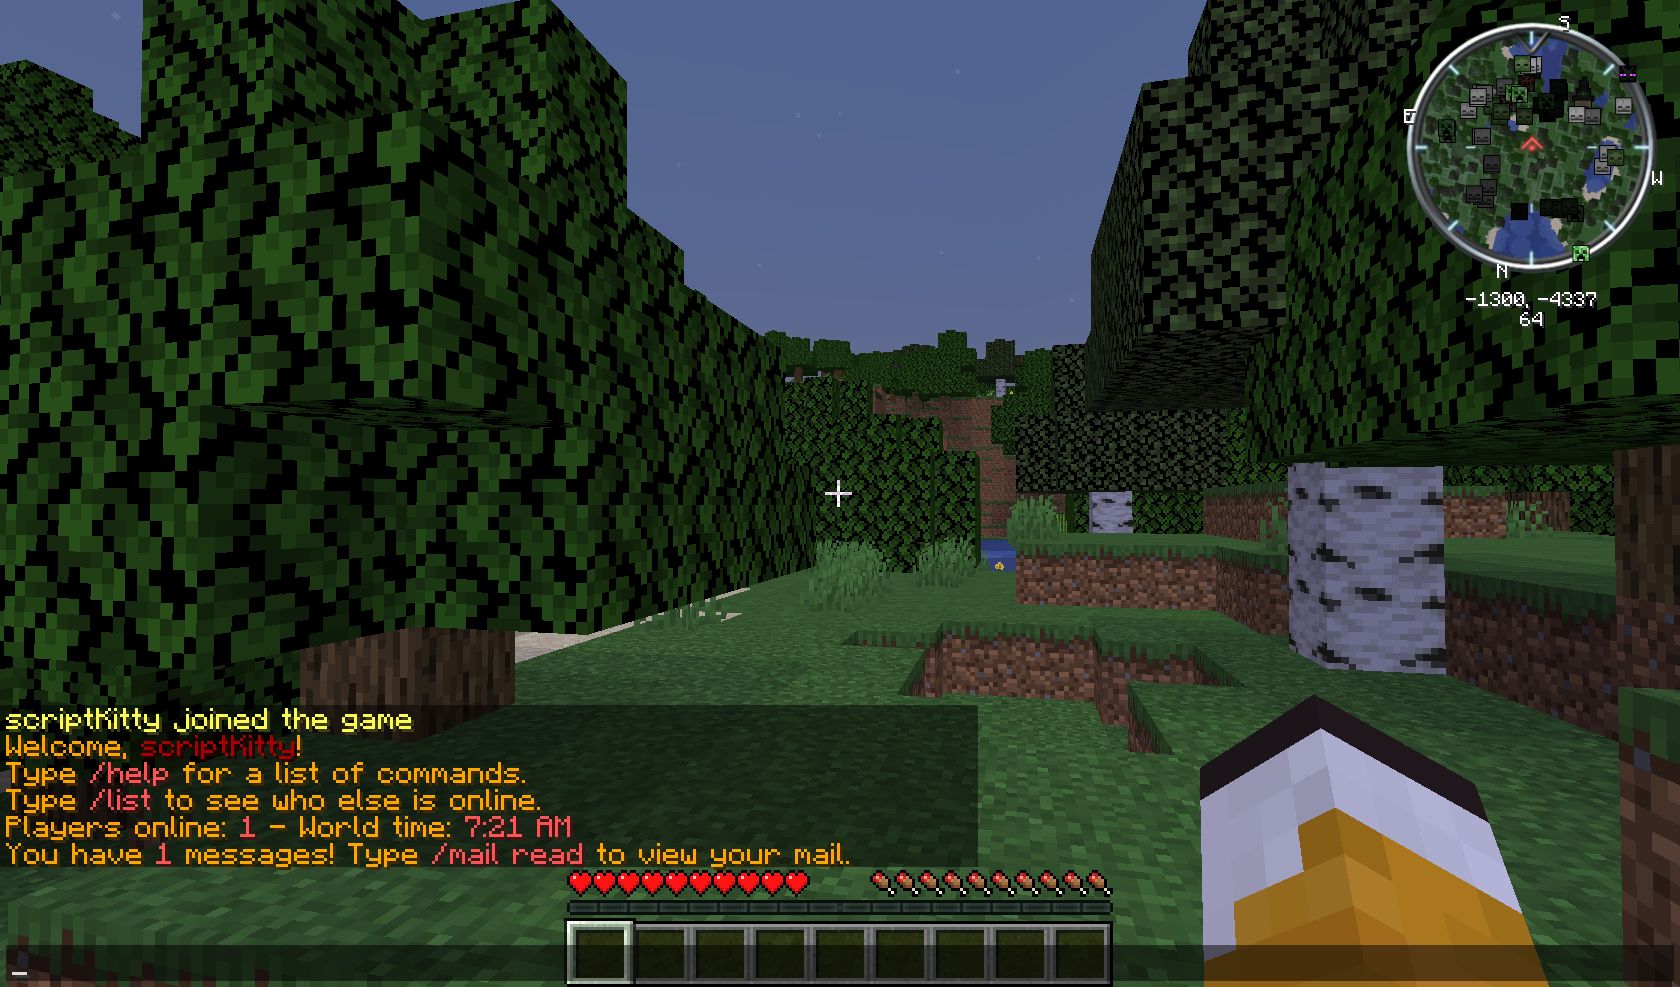 S
E
W
N
-1300, -4337
64
scriptKitty joined the game
Welcome, scriptKitty!
Type /help for a list of commands.
Type /list to see who else is online.
Players online: 1 - World time: 7:21 AM
You have 1 messages! Type /mail read to view your mail.
_